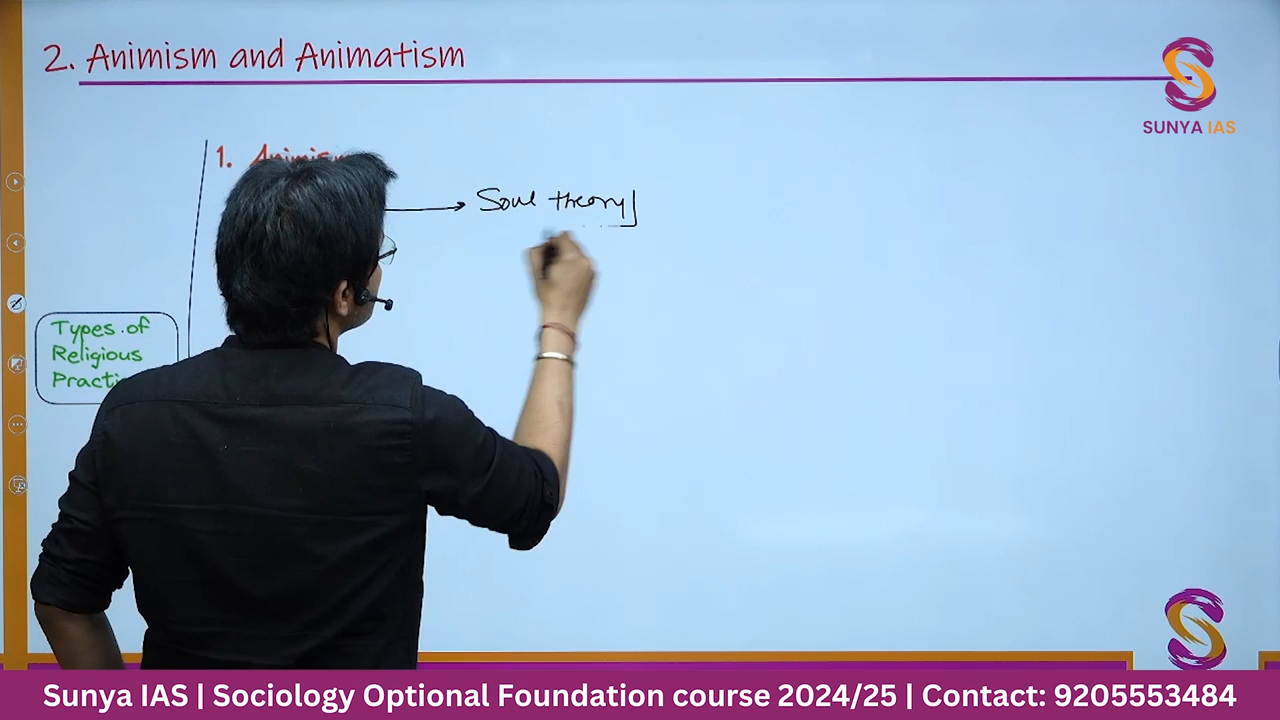 2. Animism and Animatism
SUNYA IAS
1. Animism
Soul theory
Types of
Religious
Sunya IAS | Sociology Optional Foundation course 2024/25 | Contact: 9205553484